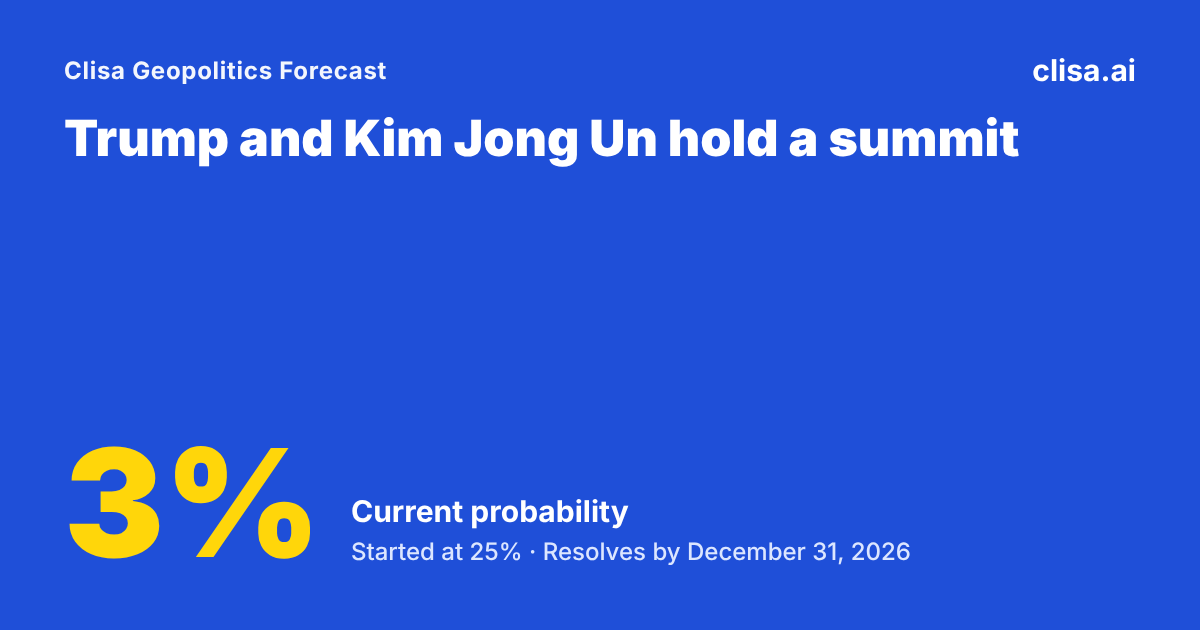 Clisa Geopolitics Forecast
clisa.ai
Trump and Kim Jong Un hold a summit
3%
Current probability
Started at 25% · Resolves by December 31, 2026